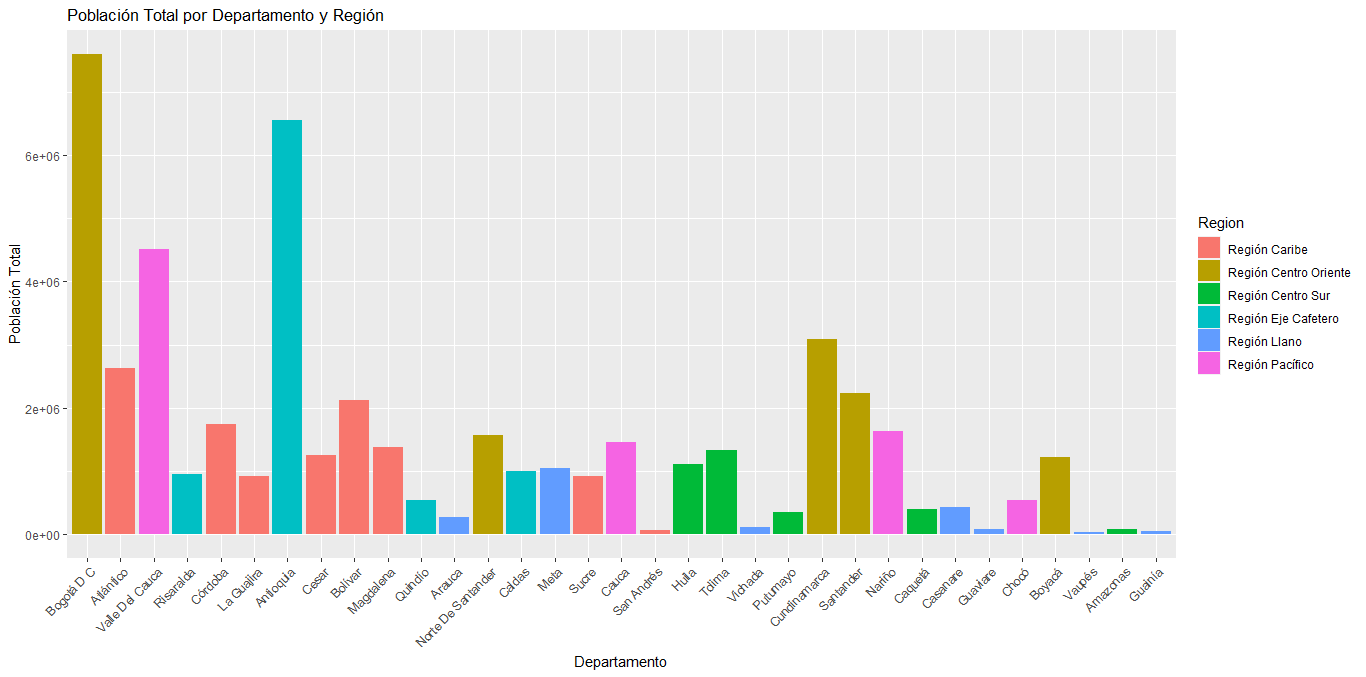 Población Total por Departamento y Región
Población Total
6e+06
4e+06
2e+06
0e+00
Bogotá D C
Atlántico
Valle Del Cauca
Risaralda
Córdoba
La Guajira
Antioquia
Cesar
Bolívar
Magdalena
Quindío
Arauca
Norte De Santander
Caldas
Meta
Sucre
Cauca
San Andrés
Huila
Tolima
Vichada
Putumayo
Cundinamarca
Santander
Nariño
Caquetá
Casanare
Guaviare
Chocó
Boyacá
Vaupés
Amazonas
Guainía
Departamento
Region
Región Caribe
Región Centro Oriente
Región Centro Sur
Región Eje Cafetero
Región Llano
Región Pacífico